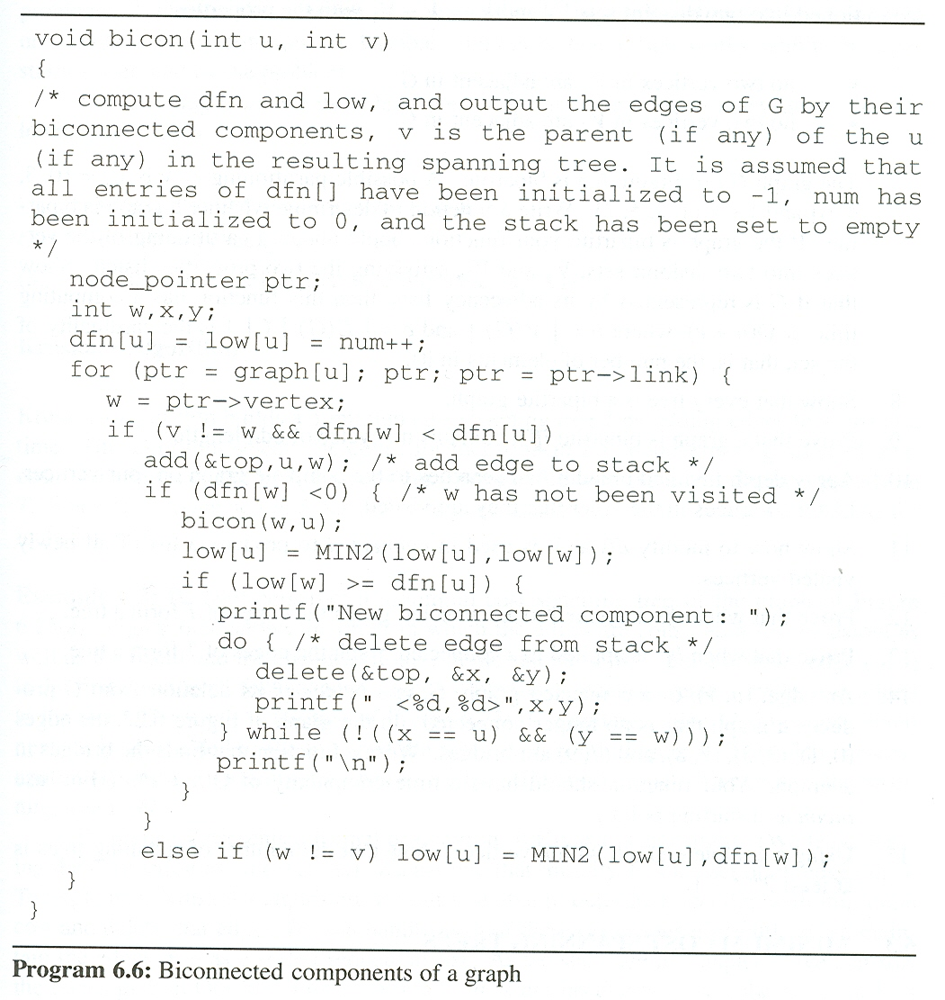 void bicon(int u, int v)
{
/* compute dfn and low, and output the edges of G by their
biconnected components, v is the parent (if any) of the u
(if any) in the resulting spanning tree. It is assumed that
all entries of dfn[] have been initialized to -1, num has
been initialized to 0, and the stack has been set to empty
*/
node_pointer ptr;
int w,x,y;
dfn[u] = low[u] = num++;
for (ptr = graph[u]; ptr; ptr = ptr->link) {
w = ptr->vertex;
if (v != w && dfn[w] < dfn[u])
add(&top,u,w); /* add edge to stack */
if (dfn[w] <0) { /* w has not been visited */
bicon(w,u);
low[u] = MIN2(low[u],low[w]);
if (low[w] >= dfn[u]) {
printf("New biconnected component: ");
do { /* delete edge from stack */
delete(&top, &x, &y);
printf(" <%d,%d>",x,y);
} while (!((x == u) && (y == w)));
printf("\n");
}
}
else if (w != v) low[u] = MIN2(low[u],dfn[w]);
}
}
Program 6.6: Biconnected components of a graph